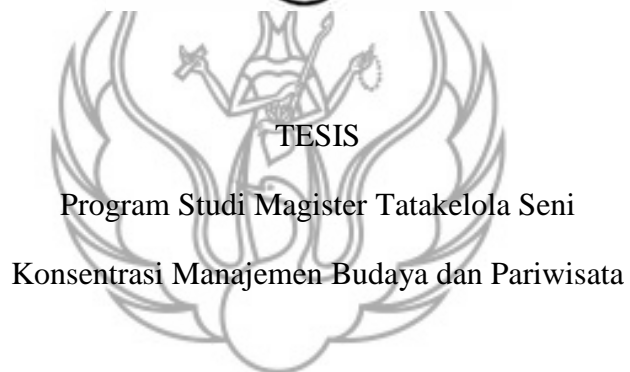 TESIS
Program Studi Magister Tatakelola Seni
Konsentrasi Manajemen Budaya dan Pariwisata